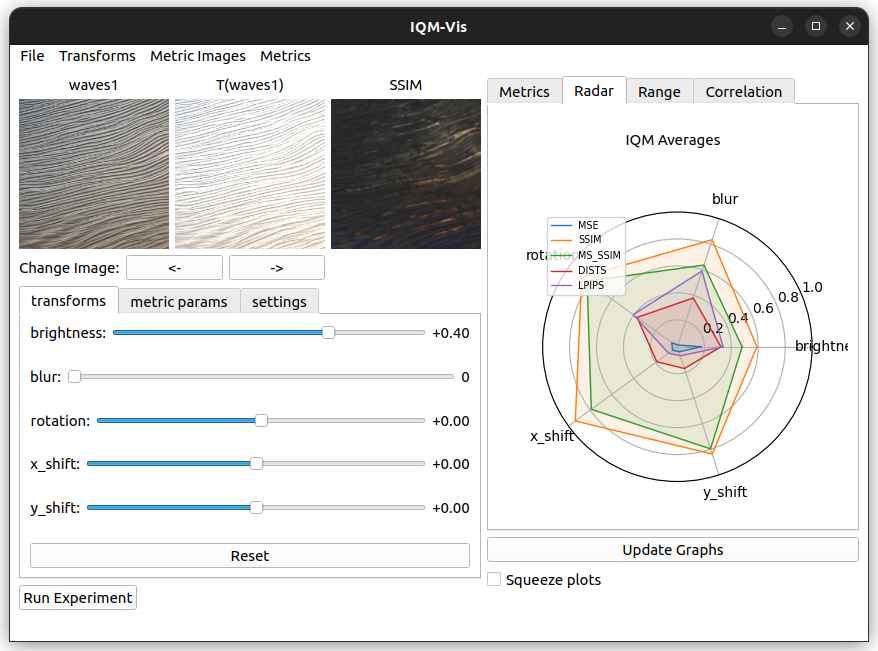 IQM-Vis
File Transforms Metric Images Metrics
waves1 T(waves1) SSIM
Change Image: <- ->
transforms metric params settings
brightness: +0.40
blur: 0
rotation: +0.00
x_shift: +0.00
y_shift: +0.00
Reset
Run Experiment
Metrics Radar Range Correlation
IQM Averages
blur
MSE
SSIM
rotation MS_SSIM
DISTS
LPIPS
1.0
0.8
0.6
0.4
0.2
brightne
x_shift
y_shift
Update Graphs
Squeeze plots